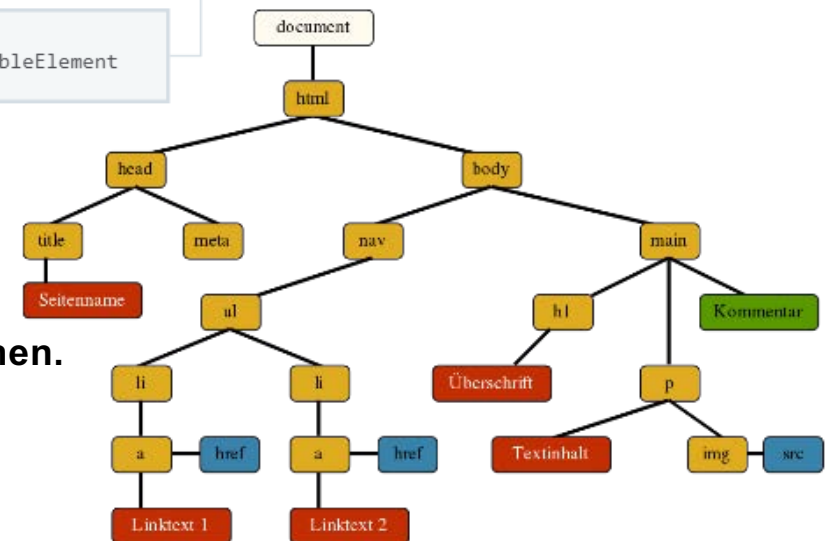 bleElement
document
html
head
body
title
meta
nav
main
Seitenname
ul
h1
Kommentar
nen.
li
li
Überschrift
p
a
href
a
href
Textinhalt
img
src
Linktext 1
Linktext 2